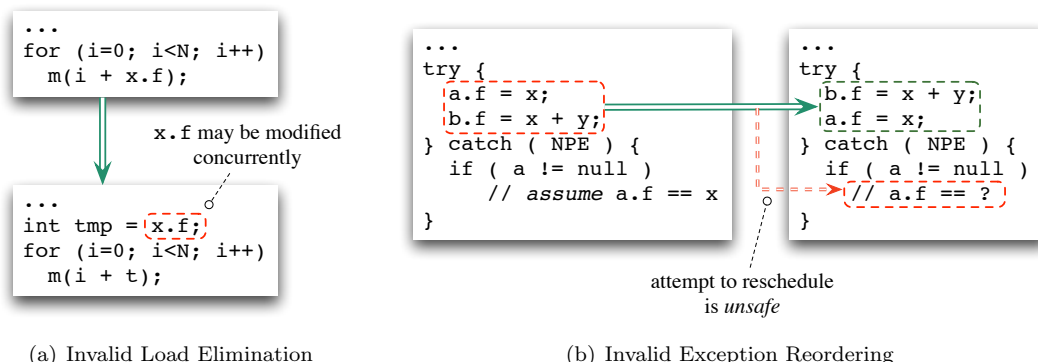 ...
for (i=0; i<N; i++)
m(i + x.f);
x.f may be modified
concurrently
...
int tmp = x.f;
for (i=0; i<N; i++)
m(i + t);
(a) Invalid Load Elimination
...
try {
a.f = x;
b.f = x + y;
} catch ( NPE ) {
if ( a != null )
// assume a.f == x
}
...
try {
b.f = x + y;
a.f = x;
} catch ( NPE ) {
if ( a != null )
// a.f == ?
}
attempt to reschedule
is unsafe
(b) Invalid Exception Reordering